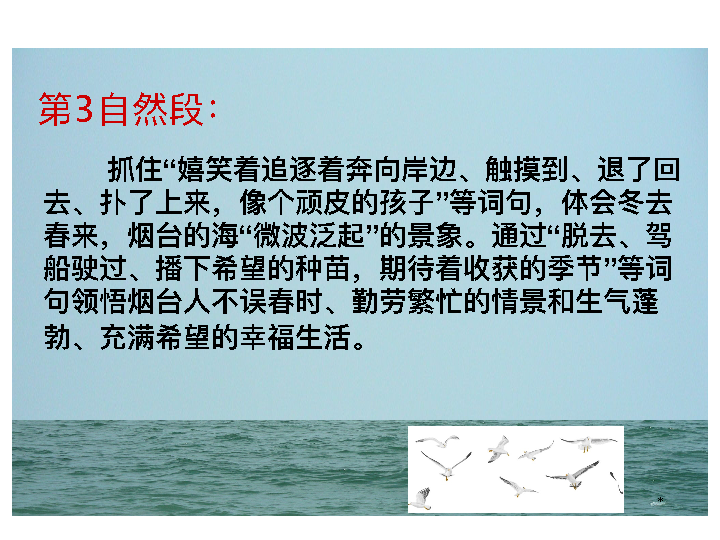 第3自然段：
抓住“嬉笑着追逐着奔向岸边、触摸到、退了回
去、扑了上来，像个顽皮的孩子”等词句，体会冬去
春来，烟台的海“微波泛起”的景象。通过“脱去、驾
船驶过、播下希望的种苗，期待着收获的季节”等词
句领悟烟台人不误春时、勤劳繁忙的情景和生气蓬
勃、充满希望的幸福生活。
*